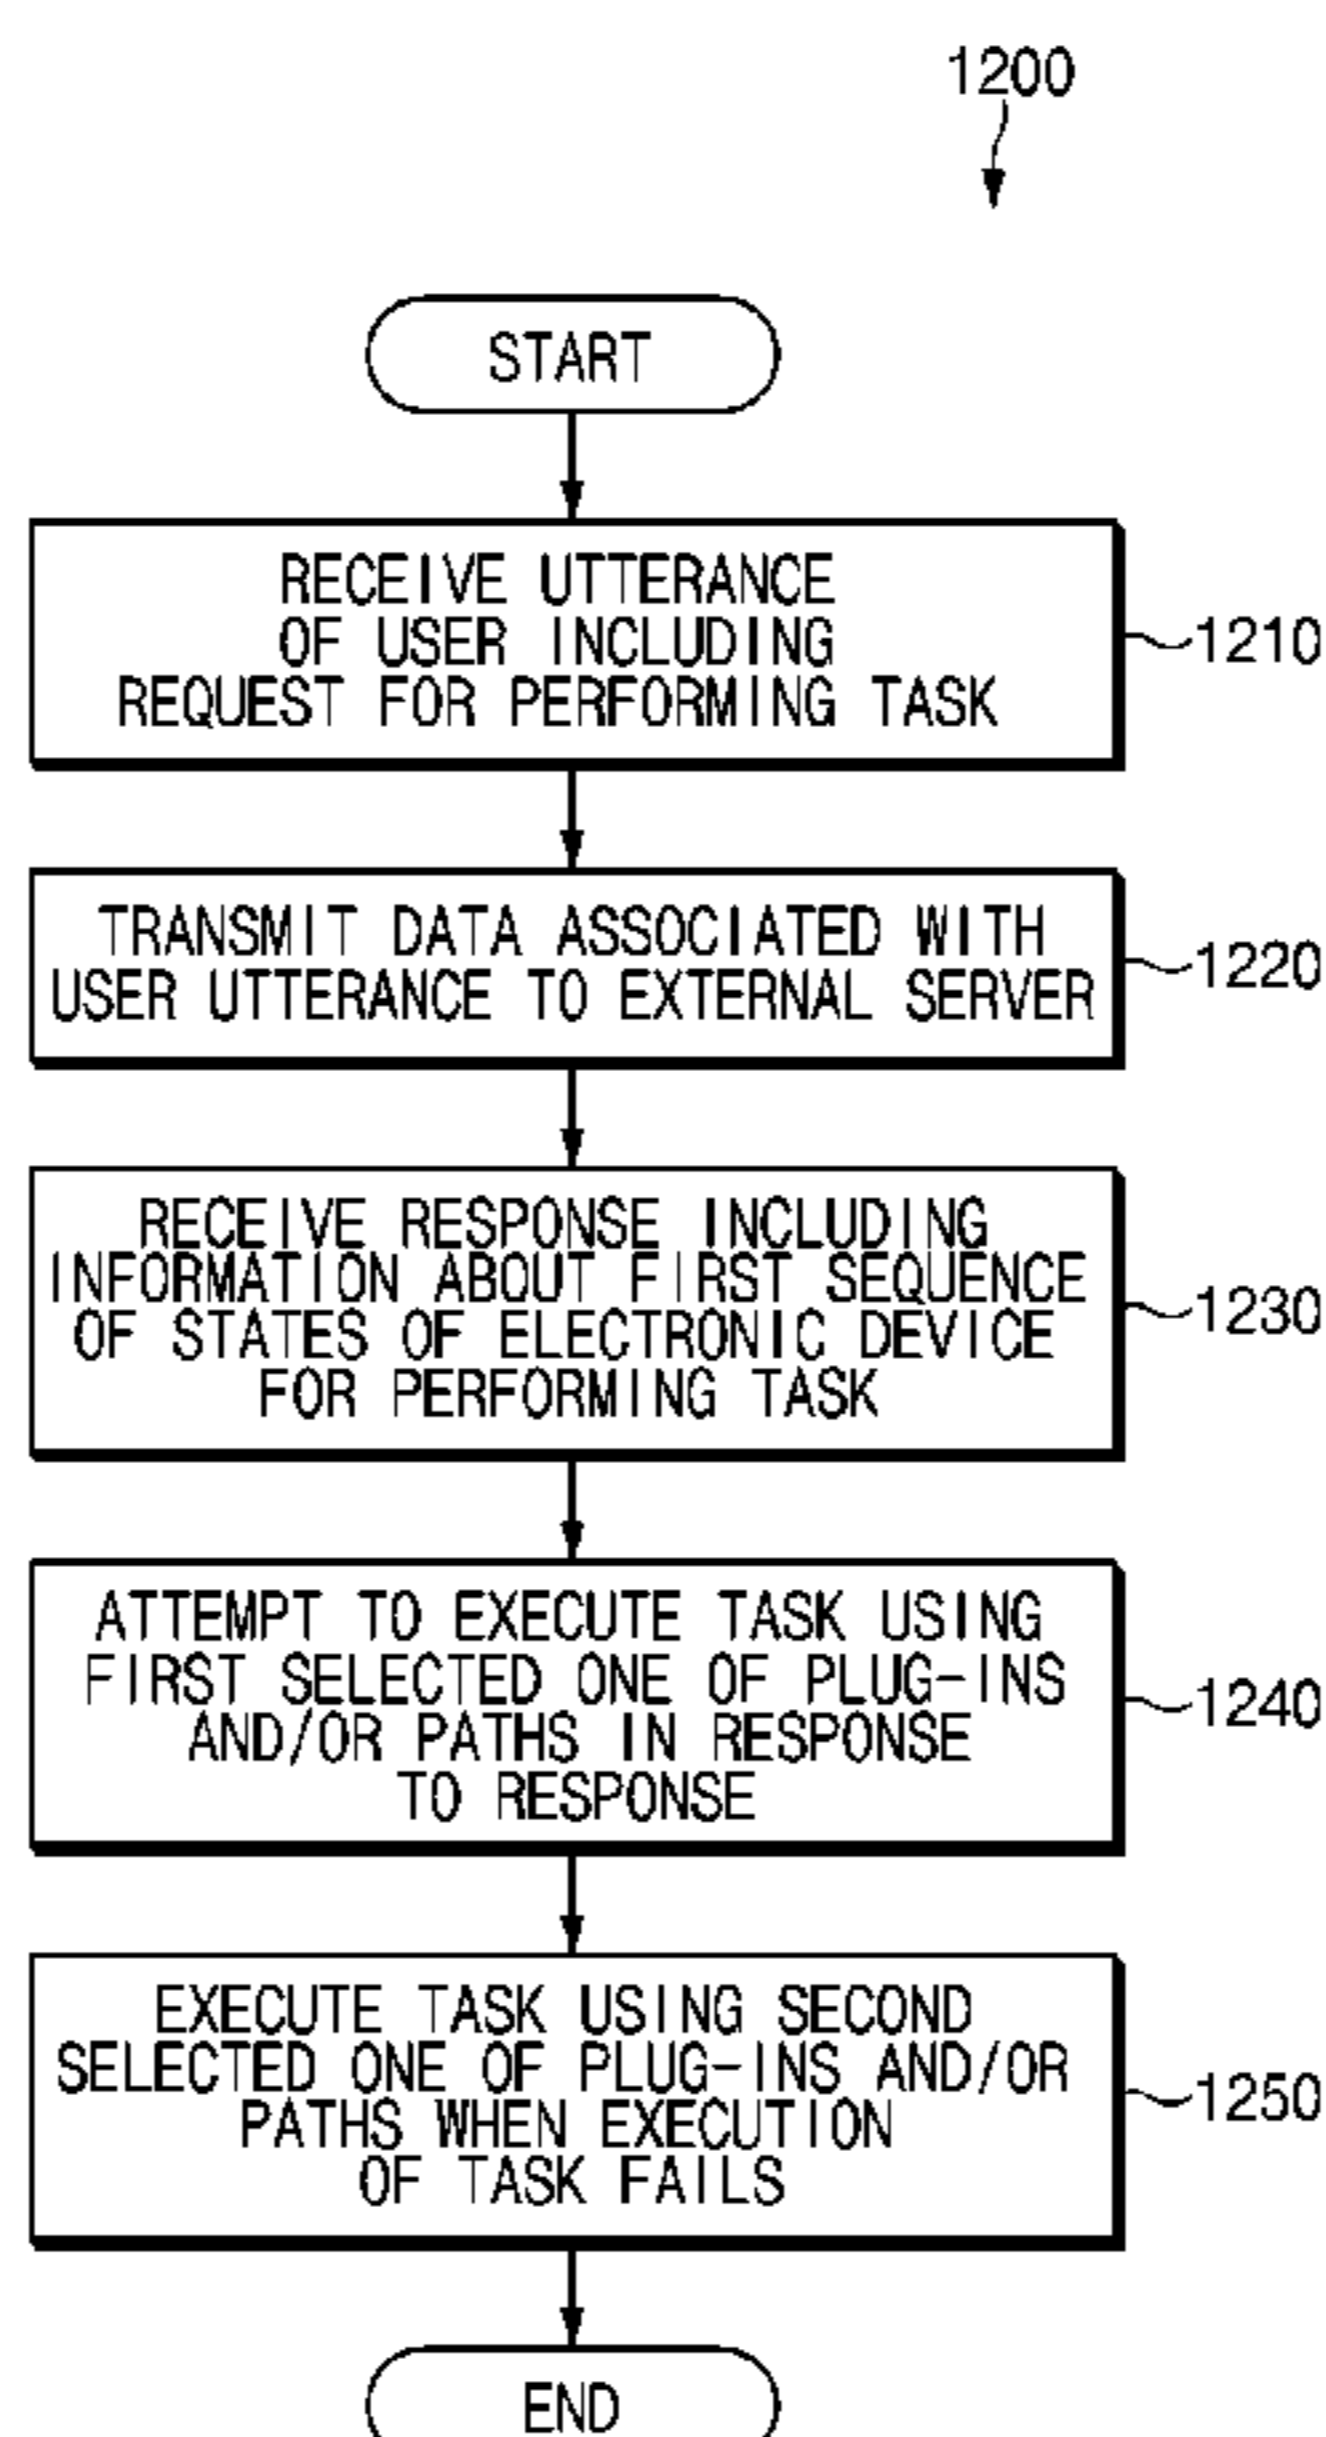 1200
START
RECEIVE UTTERANCE
OF USER INCLUDING
REQUEST FOR PERFORMING TASK
1210
TRANSMIT DATA ASSOCIATED WITH
USER UTTERANCE TO EXTERNAL SERVER
1220
RECEIVE RESPONSE INCLUDING
INFORMATION ABOUT FIRST SEQUENCE
OF STATES OF ELECTRONIC DEVICE
FOR PERFORMING TASK
1230
ATTEMPT TO EXECUTE TASK USING
FIRST SELECTED ONE OF PLUG-INS
AND/OR PATHS IN RESPONSE
TO RESPONSE
1240
EXECUTE TASK USING SECOND
SELECTED ONE OF PLUG-INS AND/OR
PATHS WHEN EXECUTION
OF TASK FAILS
1250
END